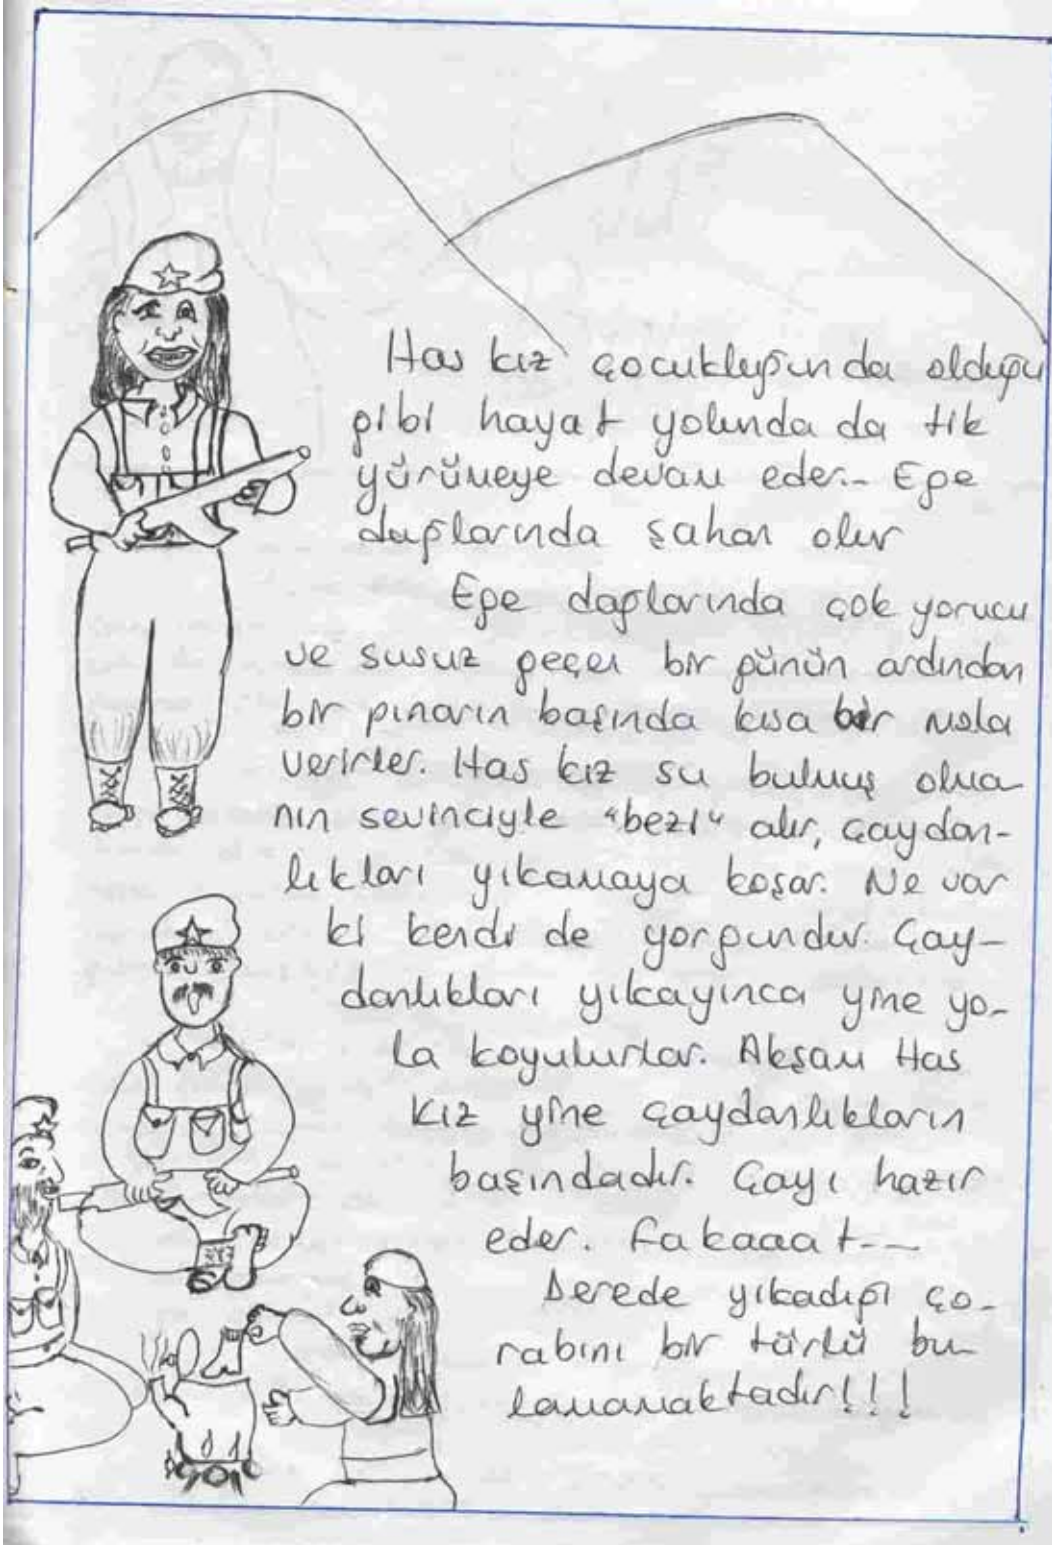 Has kız çocukluğunda olduğu
gibi hayat yolunda da tik
yürümeye devam eder... Ege
dağlarında şahan olur
Ege dağlarında çok yorucu
ve susuz geçen bir günün ardından
bir pınarın başında kısa bir mola
verirler. Has kız su bulmuş olma-
nın sevinciyle "bezi" alır, çaydan-
lıkları yıkamaya koşar. Ne var
ki kendi de yorgundur. Çay-
danlıkları yıkayınca yine yo-
la koyulurlar. Akşam Has
Kız yine çaydanlıkların
başındadır. Çayı hazır
eder. Fakaaat...
Derede yıkadığı ço-
rabını bir türlü bu-
lamamaktadır!!!